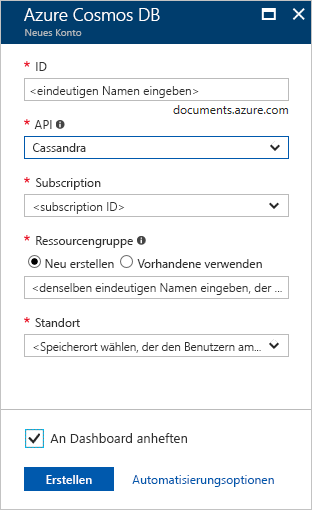 Azure Cosmos DB
Neues Konto
* ID
<eindeutigen Namen eingeben>
documents.azure.com
* API
Cassandra
* Subscription
<subscription ID>
* Ressourcengruppe
Neu erstellen Vorhandene verwenden
<denselben eindeutigen Namen eingeben, der ...
* Standort
<Speicherort wählen, der den Benutzern am...
An Dashboard anheften
Erstellen Automatisierungsoptionen